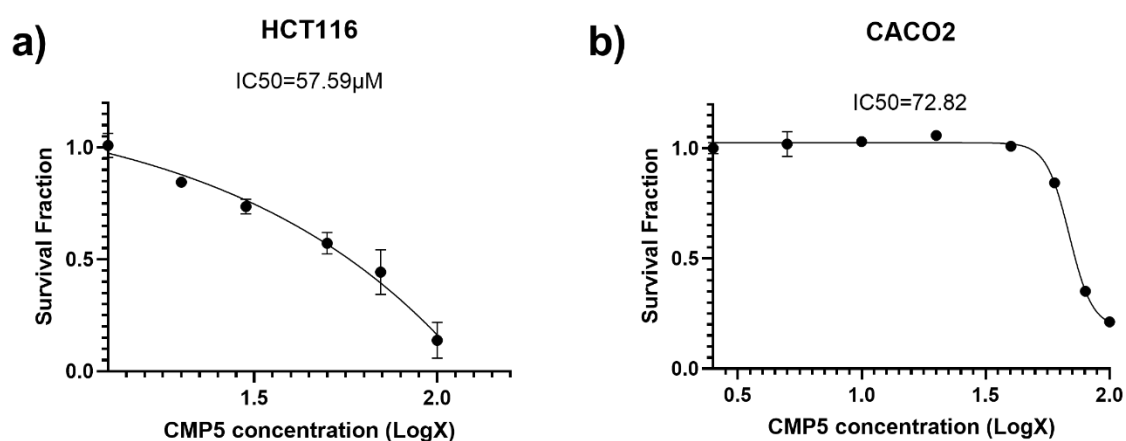 a)
HCT116
IC50=57.59µM
Survival Fraction
1.0
0.5
0.0
1.5
2.0
CMP5 concentration (LogX)
b)
CACO2
IC50=72.82
Survival Fraction
1.0
0.5
0.0
0.5
1.0
1.5
2.0
CMP5 concentration (LogX)